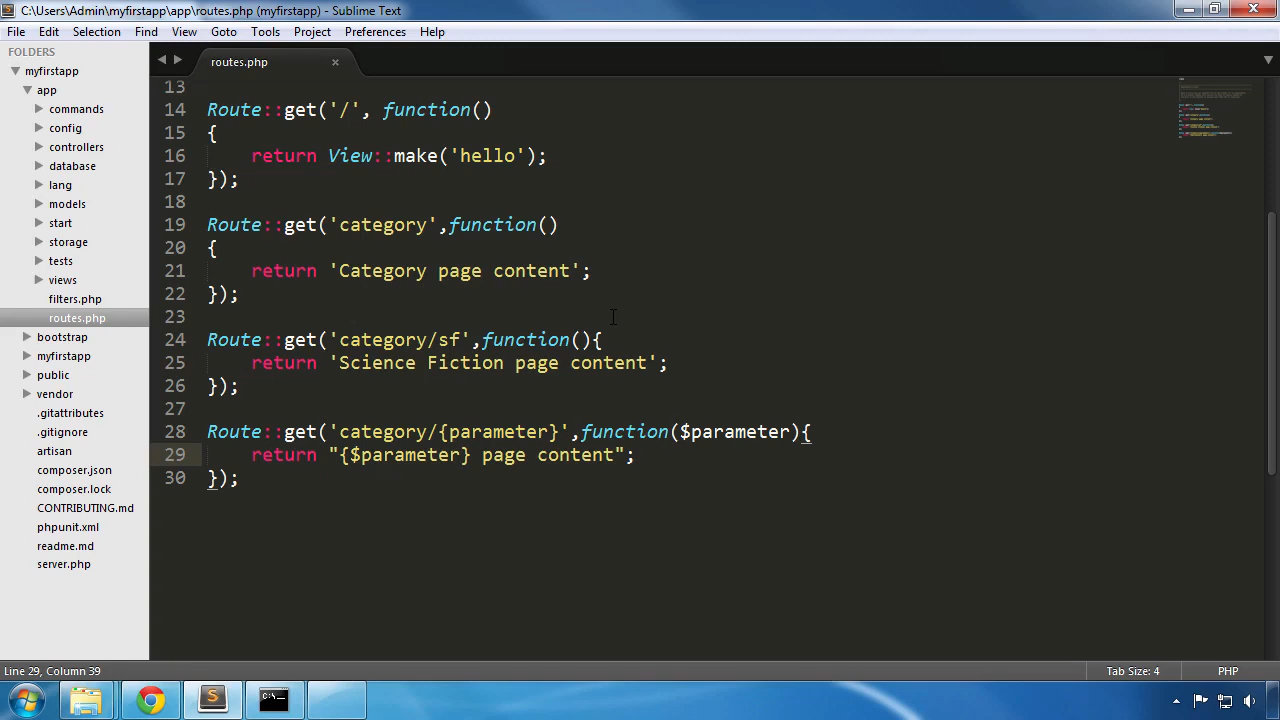 C:\Users\Admin\myfirstapp\app\routes.php (myfirstapp) - Sublime Text
File Edit Selection Find View Goto Tools Project Preferences Help
FOLDERS
myfirstapp
app
commands
config
controllers
database
lang
models
start
storage
tests
views
filters.php
routes.php
bootstrap
myfirstapp
public
vendor
.gitattributes
.gitignore
artisan
composer.json
composer.lock
CONTRIBUTING.md
phpunit.xml
readme.md
server.php
routes.php
13
14 Route::get('/', function()
15 {
16 return View::make('hello');
17 });
18
19 Route::get('category',function()
20 {
21 return 'Category page content';
22 });
23
24 Route::get('category/sf',function(){
25 return 'Science Fiction page content';
26 });
27
28 Route::get('category/{parameter}',function($parameter){
29 return "{$parameter} page content";
30 });
Line 29, Column 39
Tab Size: 4
PHP